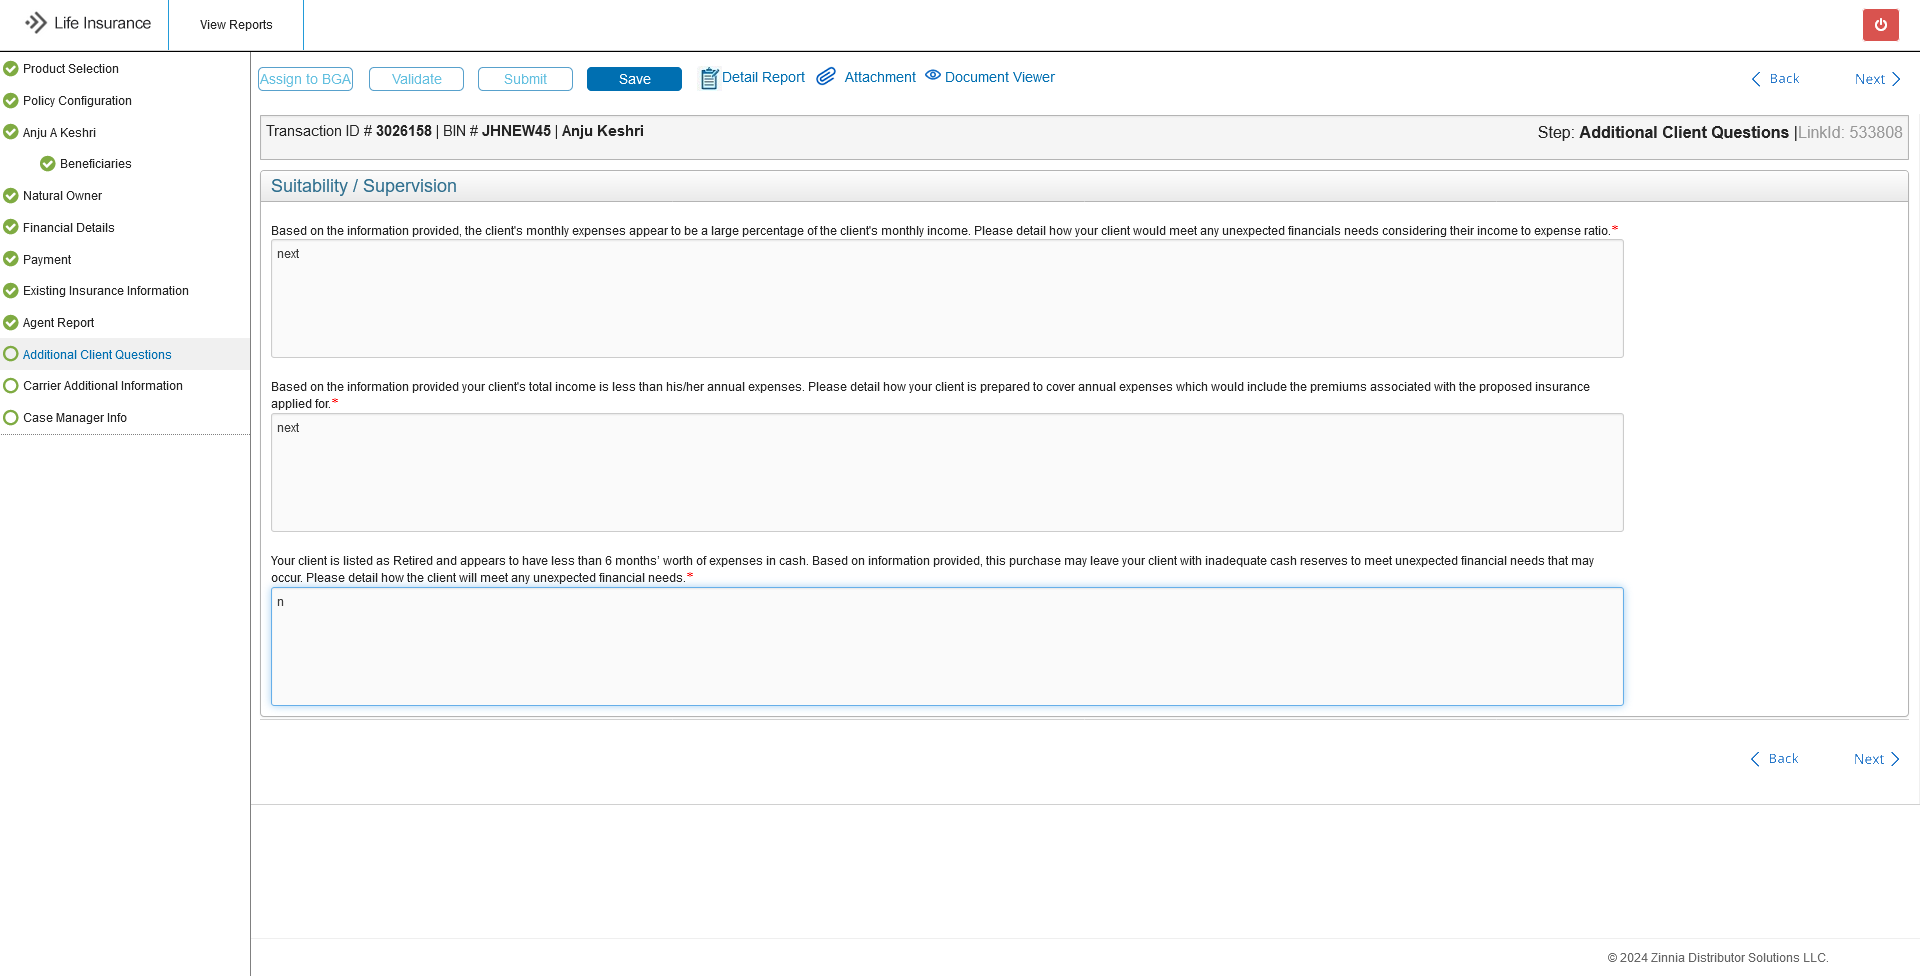 Life Insurance
View Reports
Product Selection
Policy Configuration
Anju A Keshri
Beneficiaries
Natural Owner
Financial Details
Payment
Existing Insurance Information
Agent Report
Additional Client Questions
Carrier Additional Information
Case Manager Info
Assign to BGA
Validate
Submit
Save
Detail Report
Attachment
Document Viewer
Back
Next
Transaction ID # 3026158 | BIN # JHNEW45 | Anju Keshri
Step: Additional Client Questions |LinkId: 533808
Suitability / Supervision
Based on the information provided, the client's monthly expenses appear to be a large percentage of the client's monthly income. Please detail how your client would meet any unexpected financials needs considering their income to expense ratio.*
next
Based on the information provided your client's total income is less than his/her annual expenses. Please detail how your client is prepared to cover annual expenses which would include the premiums associated with the proposed insurance
applied for.*
next
Your client is listed as Retired and appears to have less than 6 months' worth of expenses in cash. Based on information provided, this purchase may leave your client with inadequate cash reserves to meet unexpected financial needs that may
occur. Please detail how the client will meet any unexpected financial needs.*
n
Back
Next
© 2024 Zinnia Distributor Solutions LLC.